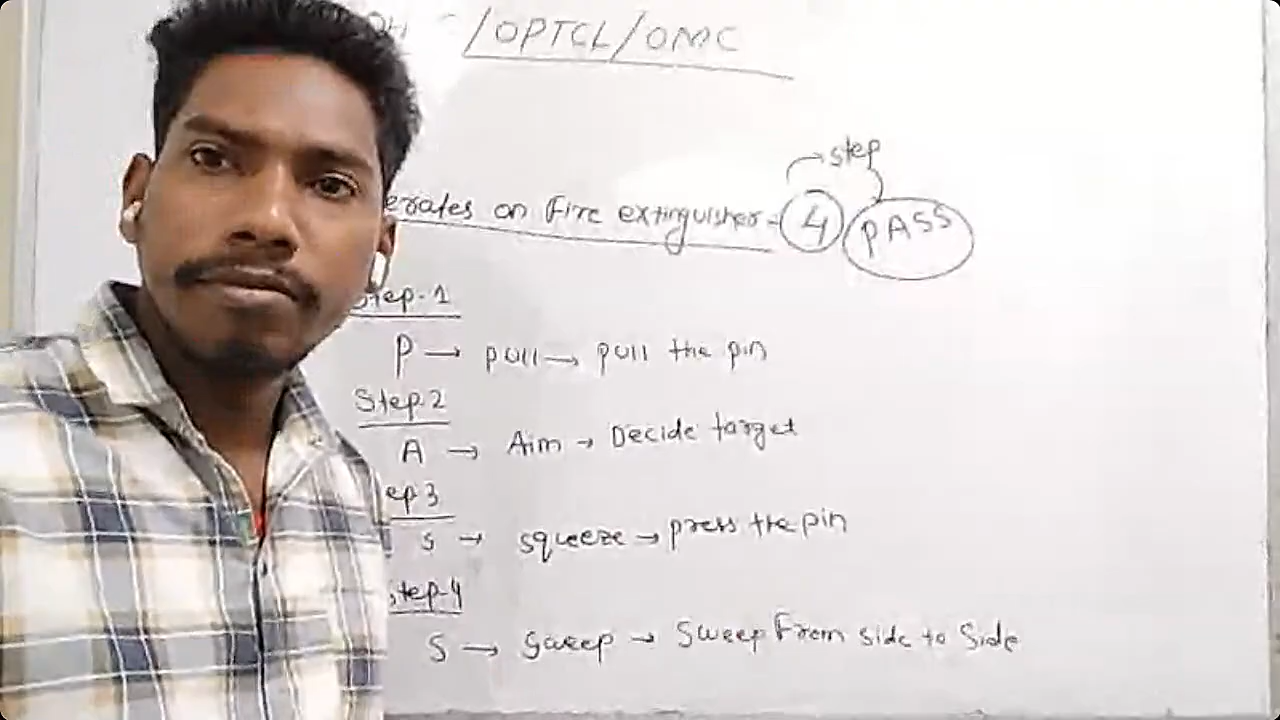 /OPTCL/OMC
step
erates on fire extinguisher - 4 PASS
Step-1
P → pull → pull the pin
Step 2
A → Aim → Decide target
ep 3
s → squeeze → press the pin
Step-4
S → sweep → Sweep From side to Side